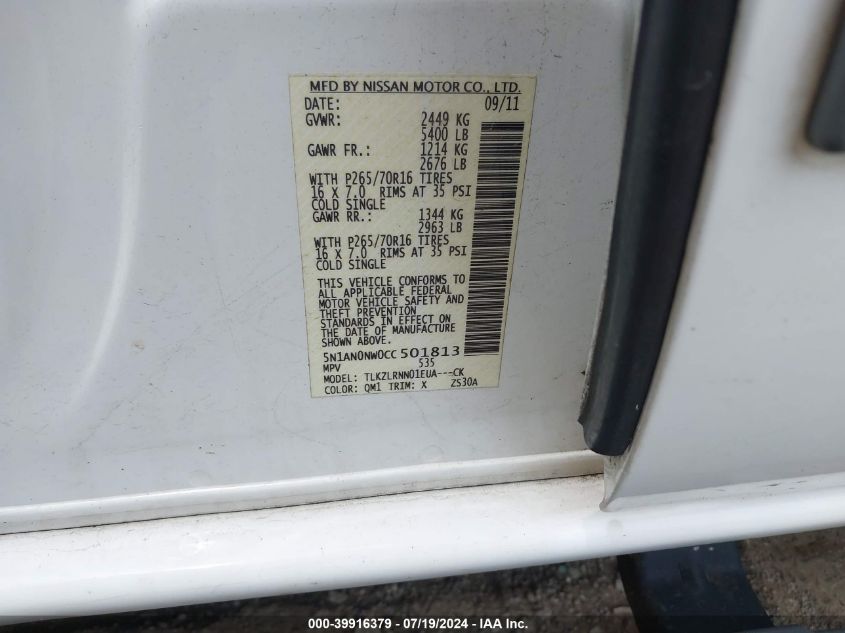 MFD BY NISSAN MOTOR CO., LTD.
DATE: 09/11
GVWR: 2449 KG
5400 LB
GAWR FR.: 1214 KG
2676 LB
WITH P265/70R16 TIRES
16 X 7.0 RIMS AT 35 PSI
COLD SINGLE
GAWR RR.: 1344 KG
2963 LB
WITH P265/70R16 TIRES
16 X 7.0 RIMS AT 35 PSI
COLD SINGLE
THIS VEHICLE CONFORMS TO
ALL APPLICABLE FEDERAL
MOTOR VEHICLE SAFETY AND
THEFT PREVENTION
STANDARDS IN EFFECT ON
THE DATE OF MANUFACTURE
SHOWN ABOVE.
5N1AN0NW0CC501813
MPV 535
MODEL: TLKZLRNN01EUA---CK
COLOR: QM1 TRIM: X ZS30A
000-39916379 - 07/19/2024 - IAA Inc.